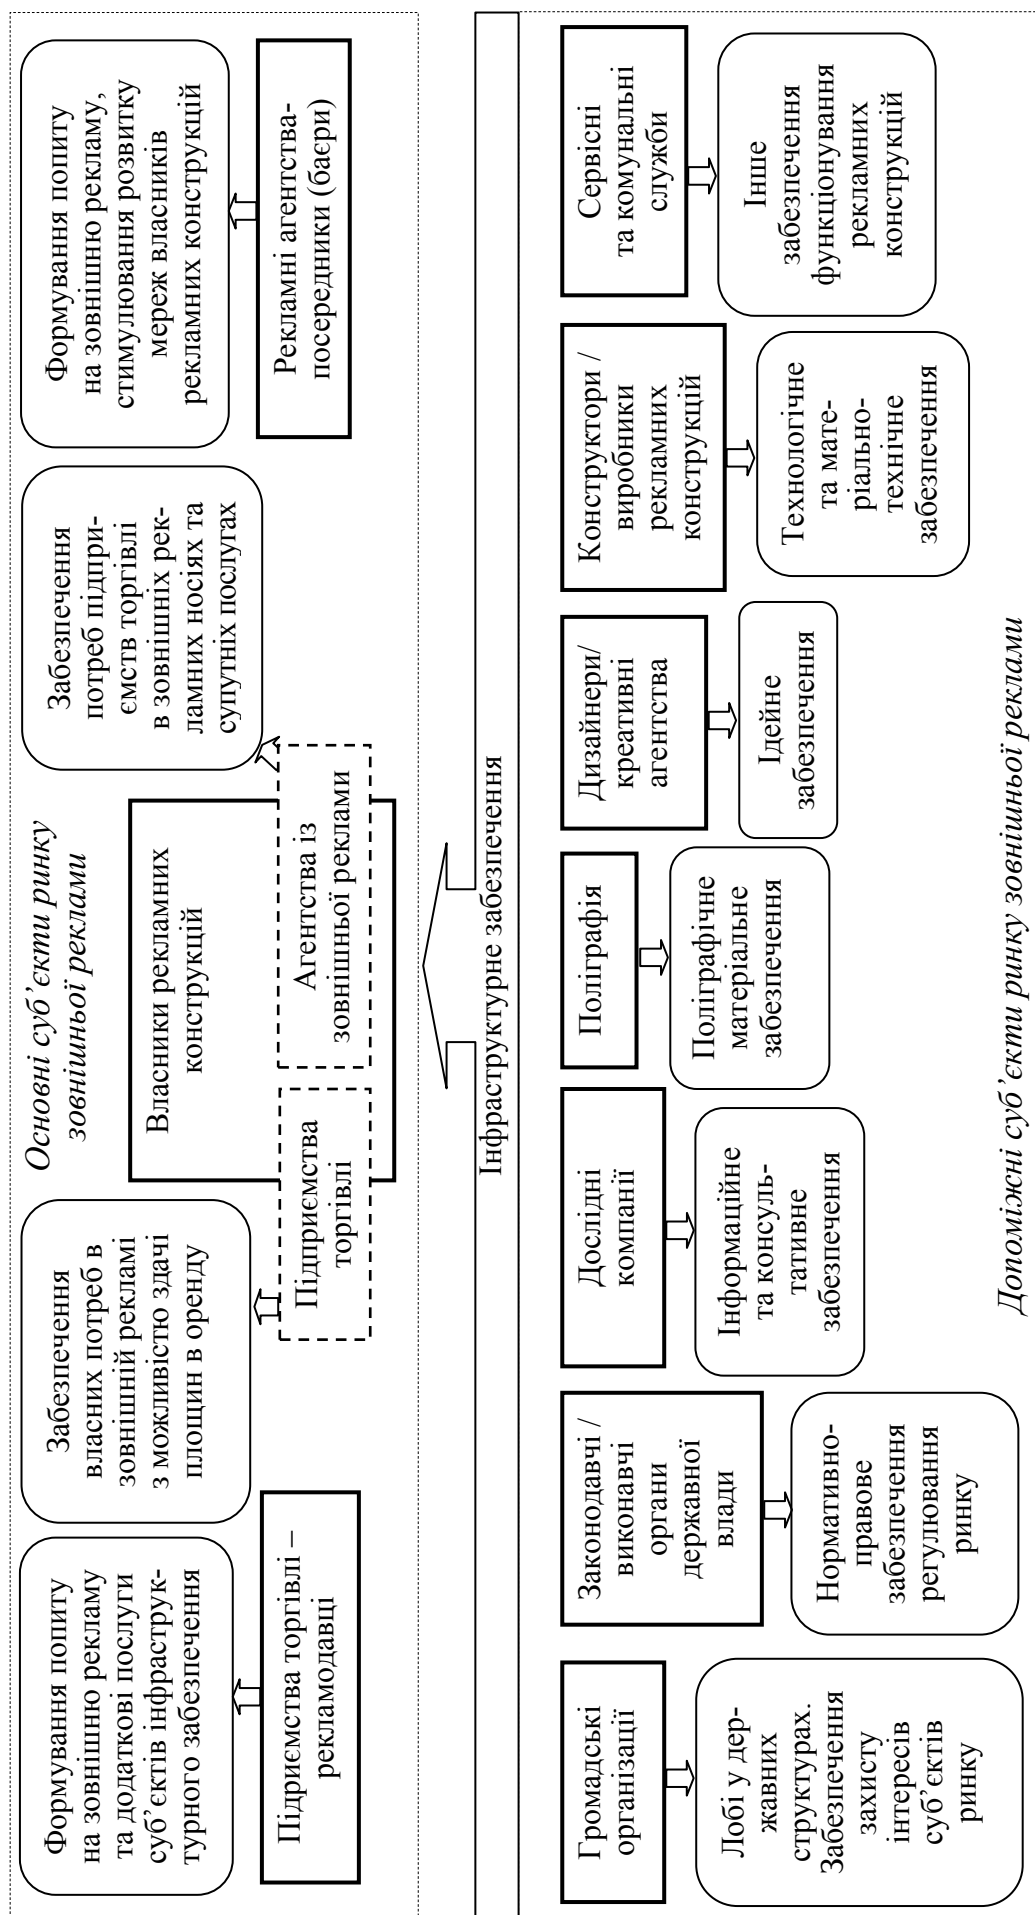 Основні суб’єкти ринку
зовнішньої реклами
Формування попиту
на зовнішню рекламу
та додаткові послуги
суб’єктів інфраструк-
турного забезпечення
Підриємства торгівлі –
рекламодавці
Забезпечення
власних потреб в
зовнішній рекламі
з можливістю здачі
площин в оренду
Власники рекламних
конструкцій
Підприємства
торгівлі
Агентства із
зовнішньої реклами
Забезпечення
потреб підпри-
ємств торгівлі
в зовнішніх рек-
ламних носіях та
супутніх послугах
Формування попиту
на зовнішню рекламу,
стимулювання розвитку
мереж власників
рекламних конструкцій
Рекламні агентства-
посередники (баєри)
Інфраструктурне забезпечення
Громадські
організації
Лобі у дер-
жавних
структурах.
Забезпечення
захисту
інтересів
суб’єктів
ринку
Законодавчі /
виконавчі
органи
державної
влади
Нормативно-
правове
забезпечення
регулювання
ринку
Дослідні
компанії
Інформаційне
та консуль-
тативне
забезпечення
Поліграфія
Поліграфічне
матеріальне
забезпечення
Дизайнери/
креативні
агентства
Ідейне
забезпечення
Конструктори /
виробники
рекламних
конструкцій
Технологічне
та мате-
ріально-
технічне
забезпечення
Сервісні
та комунальні
служби
Інше
забезпечення
функціонування
рекламних
конструкцій
Допоміжні суб’єкти ринку зовнішньої реклами